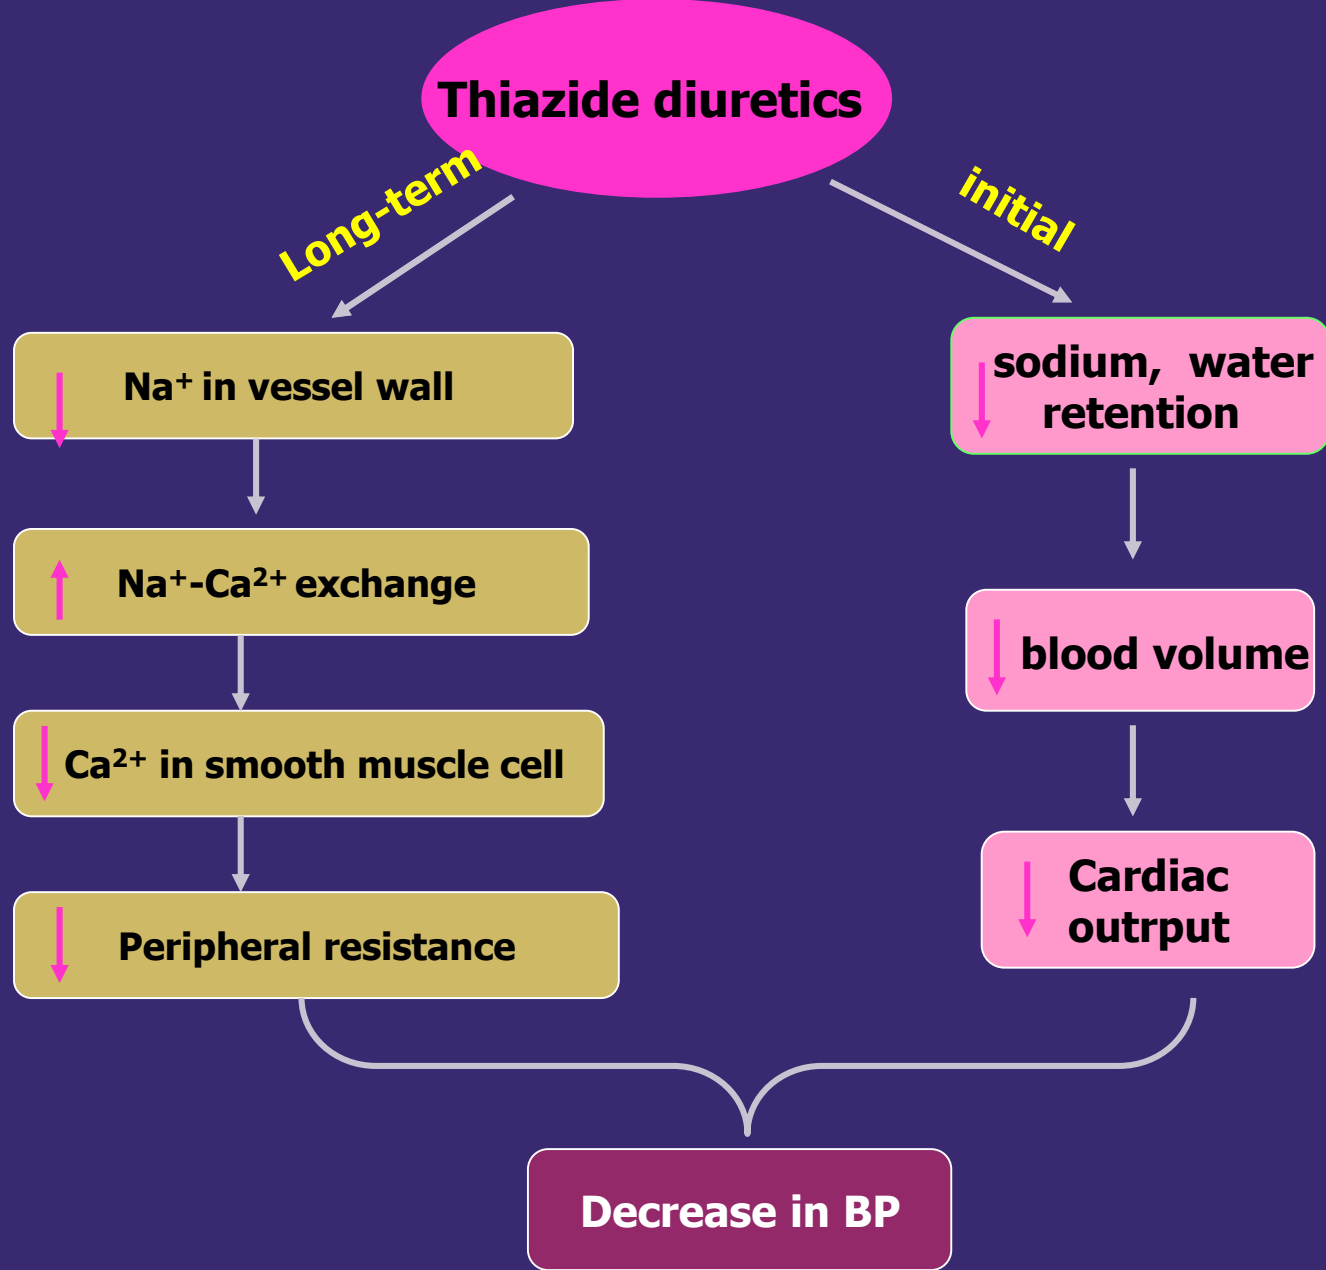 Thiazide diuretics
Long-term
initial
Na⁺ in vessel wall
Na⁺-Ca²⁺ exchange
Ca²⁺ in smooth muscle cell
Peripheral resistance
sodium, water
retention
blood volume
Cardiac
outrput
Decrease in BP